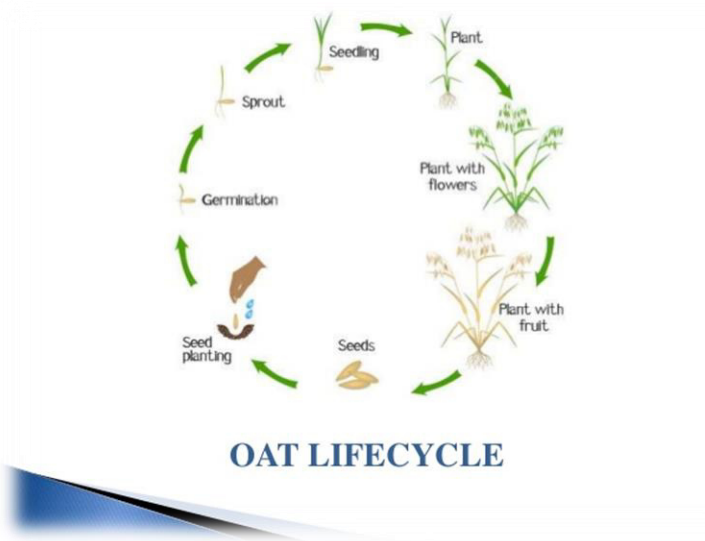 Seedling
Plant
Sprout
Plant with
flowers
Germination
Plant with
fruit
Seed
planting
Seeds
OAT LIFECYCLE